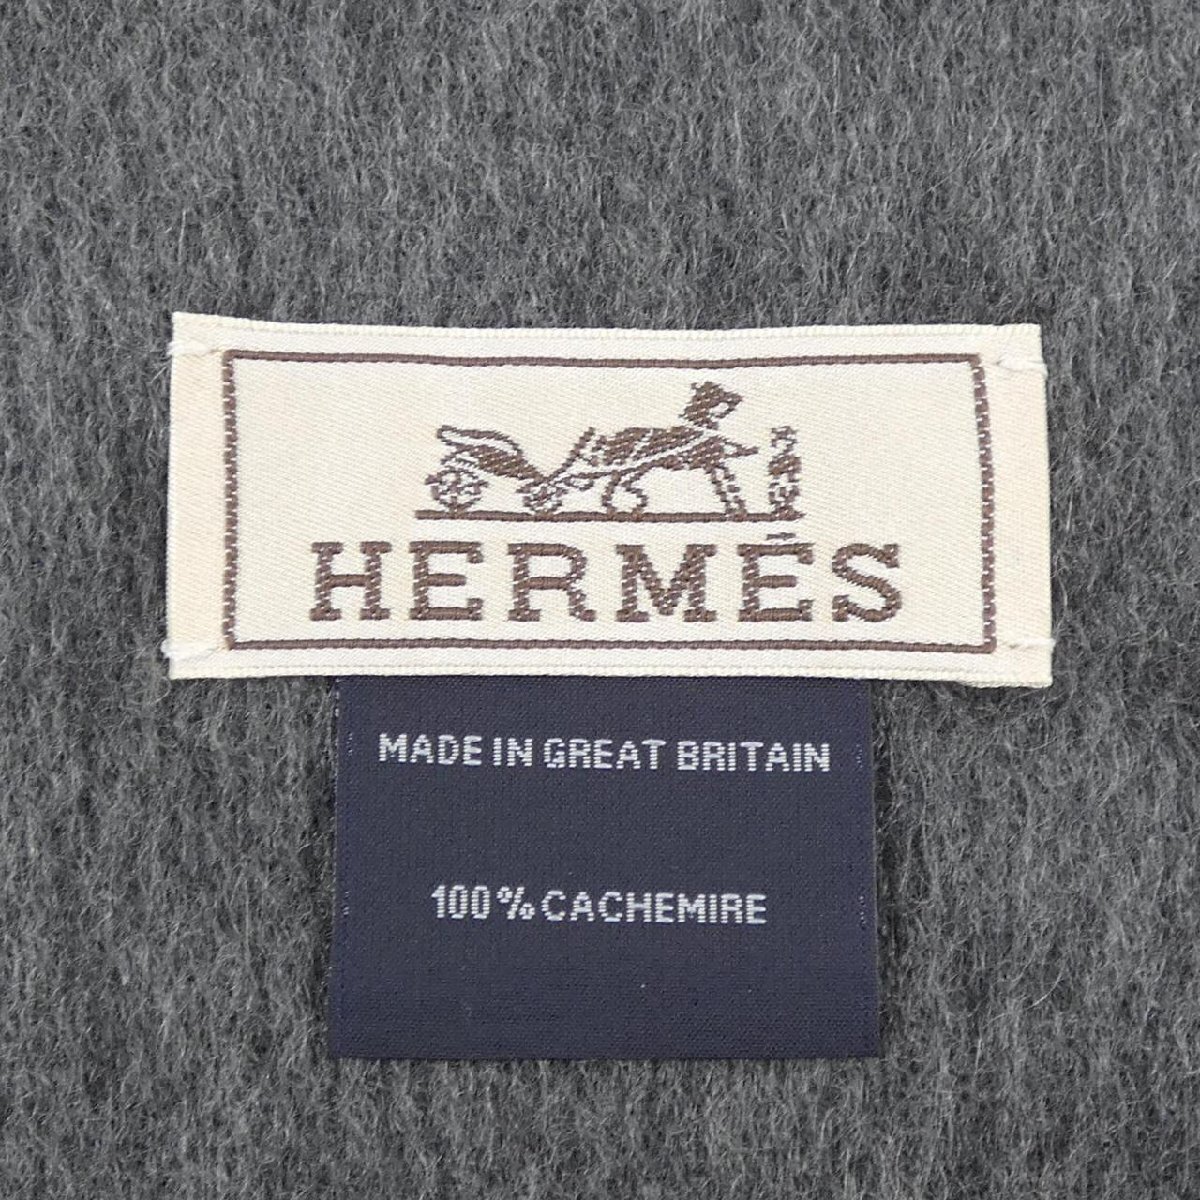 HERMÈS
MADE IN GREAT BRITAIN
100% CACHEMIRE